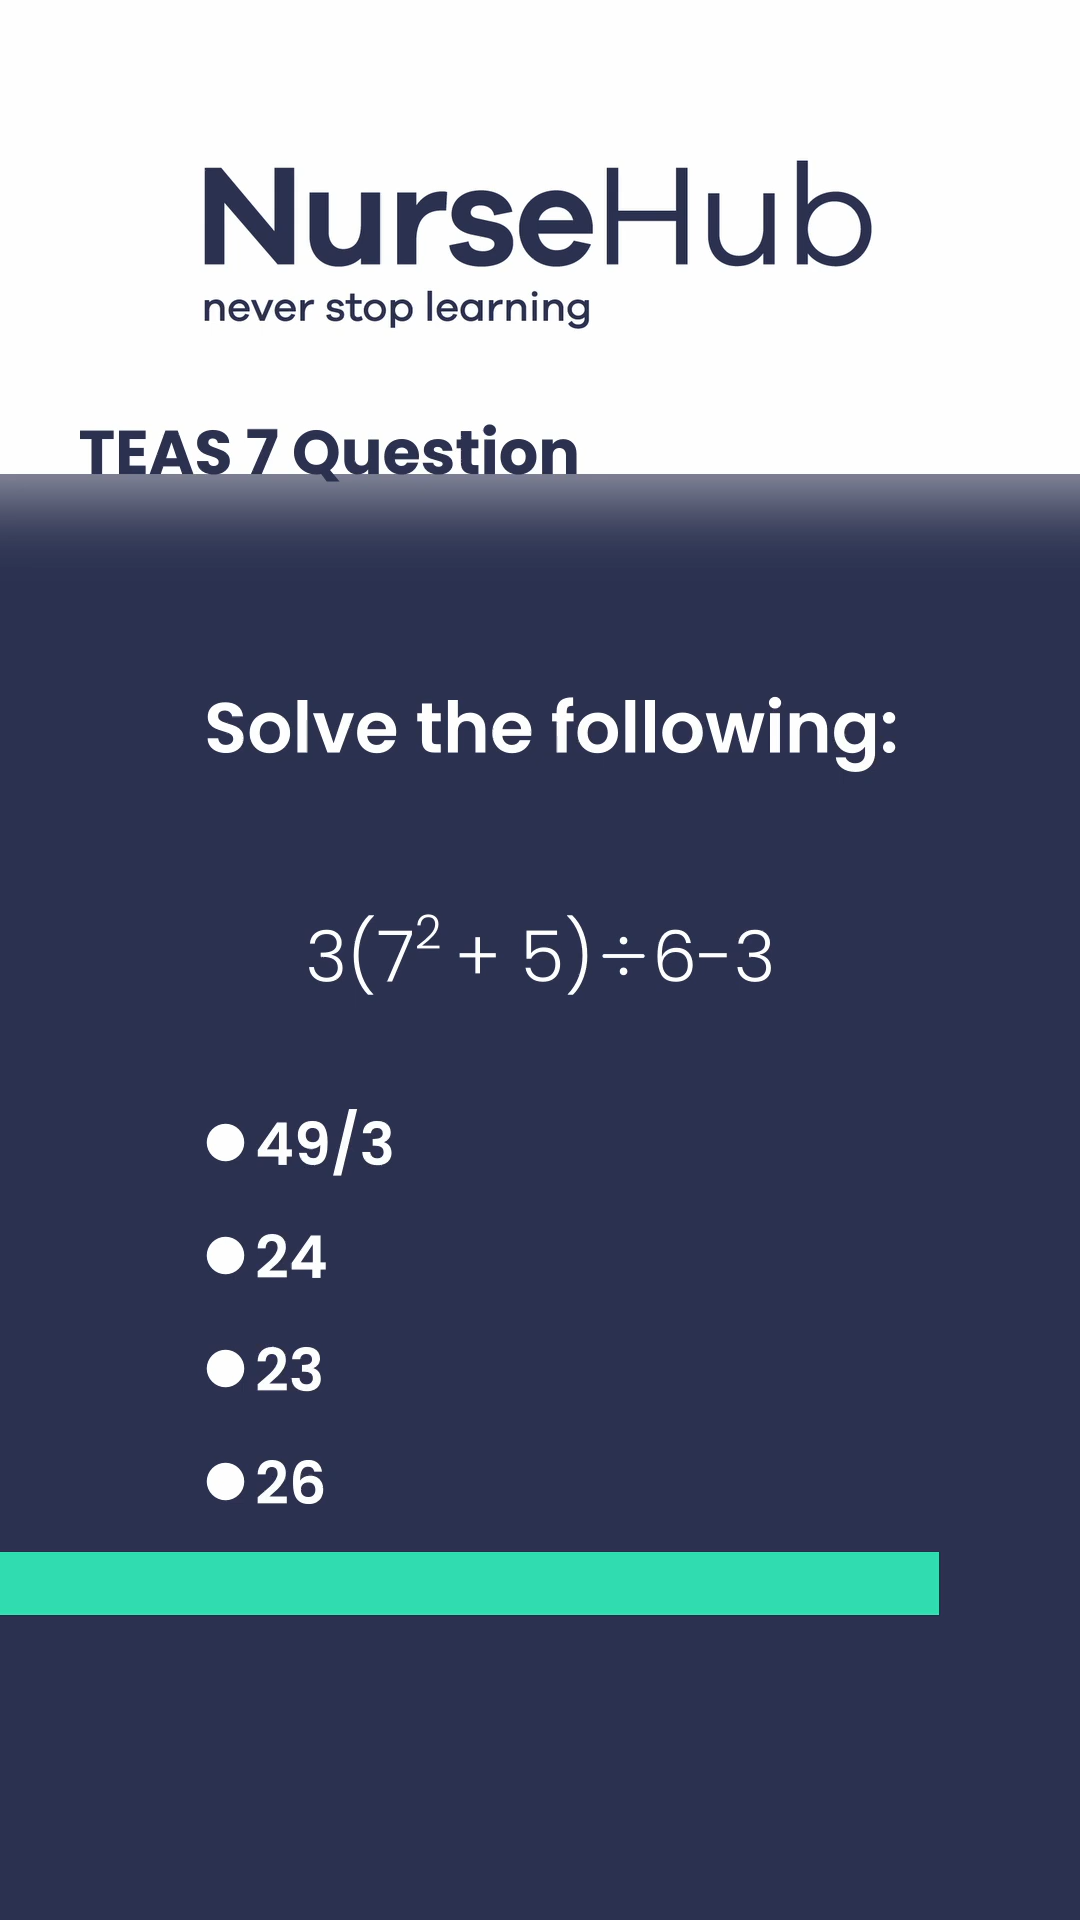 NurseHub
never stop learning
TEAS 7 Question
Solve the following:
3(7² + 5)÷6-3
49/3
24
23
26